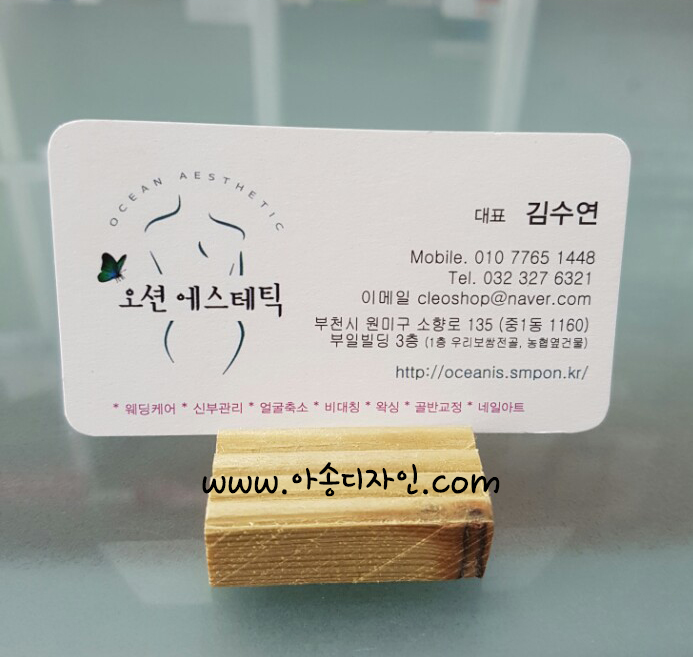 OCEAN AESTHETIC
오션 에스테틱
대표 김수연
Mobile. 010 7765 1448
Tel. 032 327 6321
이메일 cleoshop@naver.com
부천시 원미구 소향로 135 (중1동 1160)
부일빌딩 3층 (1층 우리보쌈전골, 농협옆건물)
http://oceanis.smpon.kr/
* 웨딩케어 * 신부관리 * 얼굴축소 * 비대칭 * 왁싱 * 골반교정 * 네일아트
www.아송디자인.com